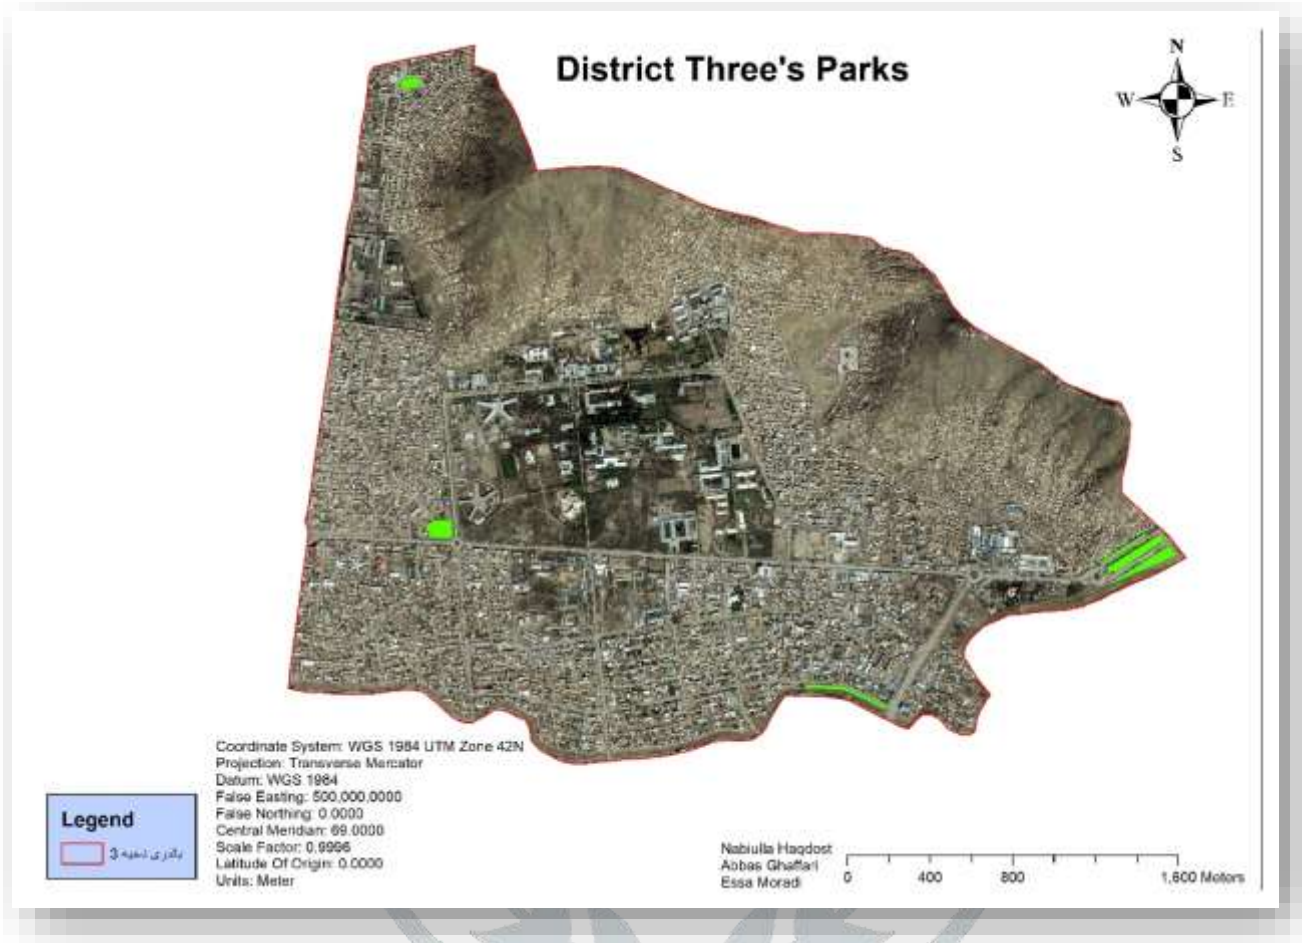 District Three's Parks
N
W
E
S
Coordinate System: WGS 1984 UTM Zone 42N
Projection: Transverse Mercator
Datum: WGS 1984
False Easting: 500,000.0000
False Northing: 0.0000
Central Meridian: 69.0000
Scale Factor: 0.9996
Latitude Of Origin: 0.0000
Units: Meter
Legend
3
Nabiulla Haqdost
Abbas Ghaffari
Essa Moradi
0 400 800 1,600 Meters